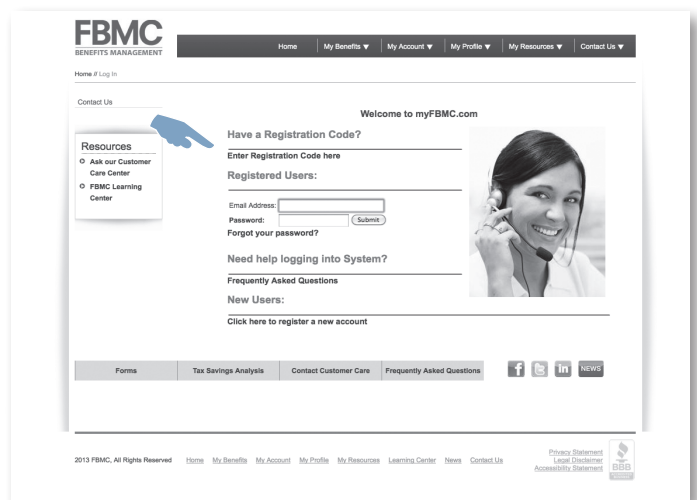 FBMC
BENEFITS MANAGEMENT
Home My Benefits ▼ My Account ▼ My Profile ▼ My Resources ▼ Contact Us ▼
Home // Log In
Contact Us
Resources
Ask our Customer
Care Center
FBMC Learning
Center
Welcome to myFBMC.com
Have a Registration Code?
Enter Registration Code here
Registered Users:
Email Address:
Password: Submit
Forgot your password?
Need help logging into System?
Frequently Asked Questions
New Users:
Click here to register a new account
Forms Tax Savings Analysis Contact Customer Care Frequently Asked Questions f t in NEWS
2013 FBMC, All Rights Reserved Home My Benefits My Account My Profile My Resources Learning Center News Contact Us
Privacy Statement
Legal Disclaimer
Accessibility Statement
BBB